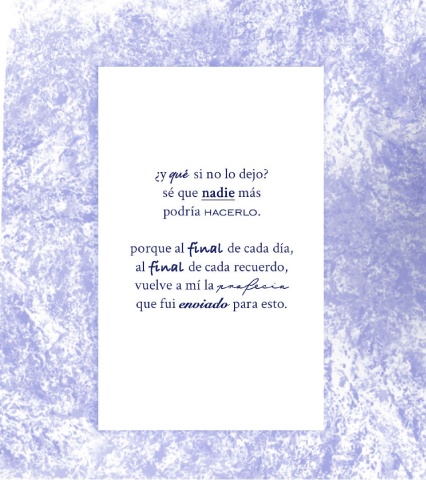 ¿y qué si no lo dejo?
sé que nadie más
podría HACERLO.
porque al final de cada día,
al final de cada recuerdo,
vuelve a mí la profecía
que fui enviado para esto.